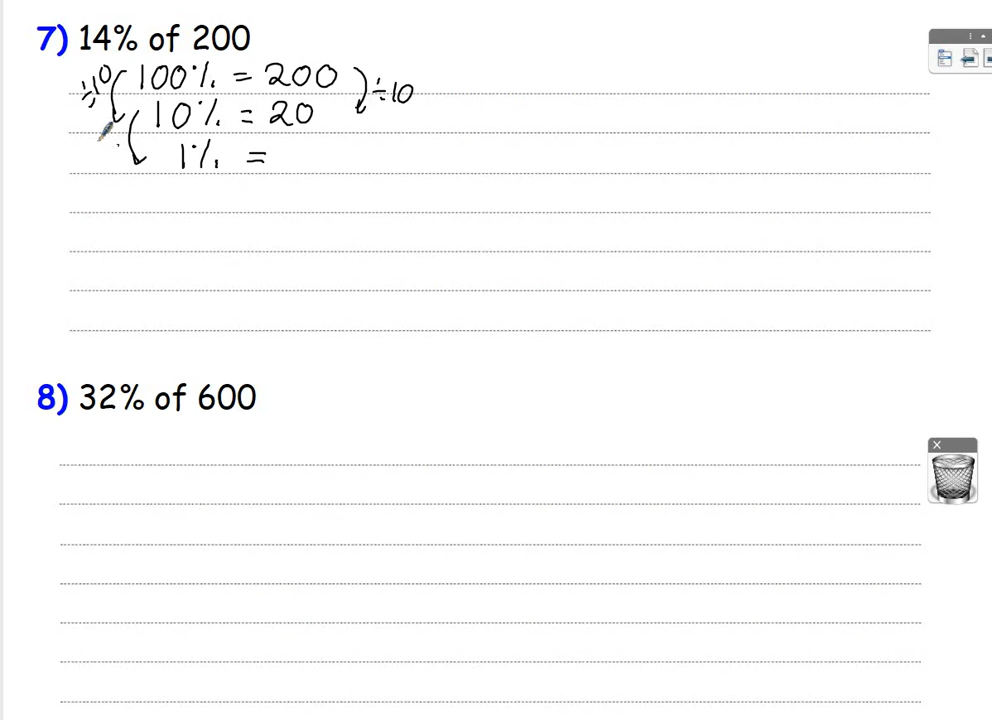 7) 14% of 200
÷10 100% = 200 ÷10
10% = 20
1% =
8) 32% of 600